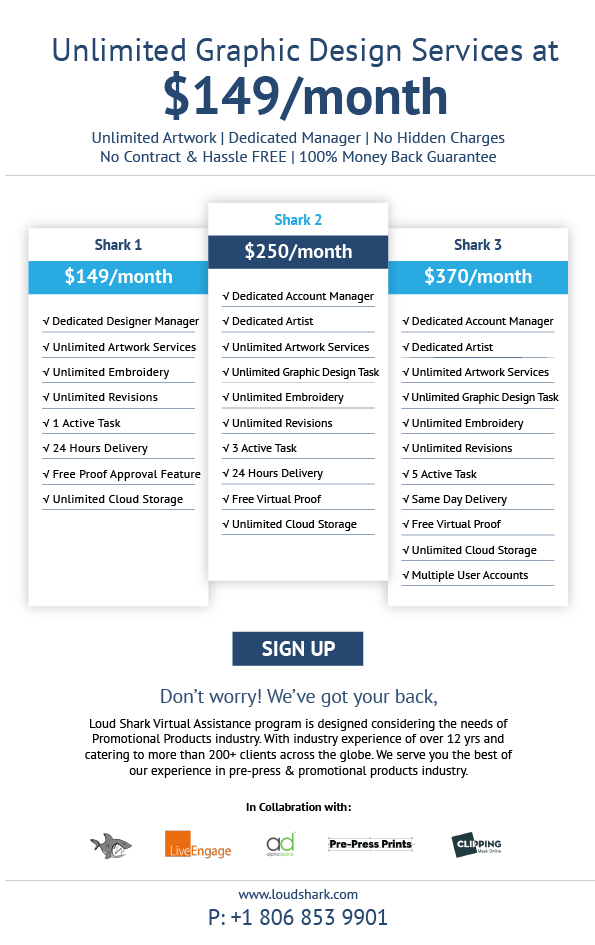 Unlimited Graphic Design Services at
$149/month
Unlimited Artwork | Dedicated Manager | No Hidden Charges
No Contract & Hassle FREE | 100% Money Back Guarantee
Shark 1
$149/month
√ Dedicated Designer Manager
√ Unlimited Artwork Services
√ Unlimited Embroidery
√ Unlimited Revisions
√ 1 Active Task
√ 24 Hours Delivery
√ Free Proof Approval Feature
√ Unlimited Cloud Storage
Shark 2
$250/month
√ Dedicated Account Manager
√ Dedicated Artist
√ Unlimited Artwork Services
√ Unlimited Graphic Design Task
√ Unlimited Embroidery
√ Unlimited Revisions
√ 3 Active Task
√ 24 Hours Delivery
√ Free Virtual Proof
√ Unlimited Cloud Storage
Shark 3
$370/month
√ Dedicated Account Manager
√ Dedicated Artist
√ Unlimited Artwork Services
√ Unlimited Graphic Design Task
√ Unlimited Embroidery
√ Unlimited Revisions
√ 5 Active Task
√ Same Day Delivery
√ Free Virtual Proof
√ Unlimited Cloud Storage
√ Multiple User Accounts
SIGN UP
Don't worry! We've got your back,
Loud Shark Virtual Assistance program is designed considering the needs of
Promotional Products industry. With industry experience of over 12 yrs and
catering to more than 200+ clients across the globe. We serve you the best of
our experience in pre-press & promotional products industry.
In Collabration with:
LiveEngage
ad
Pre-Press Prints
CLIPPING
Mask Online
www.loudshark.com
P: +1 806 853 9901